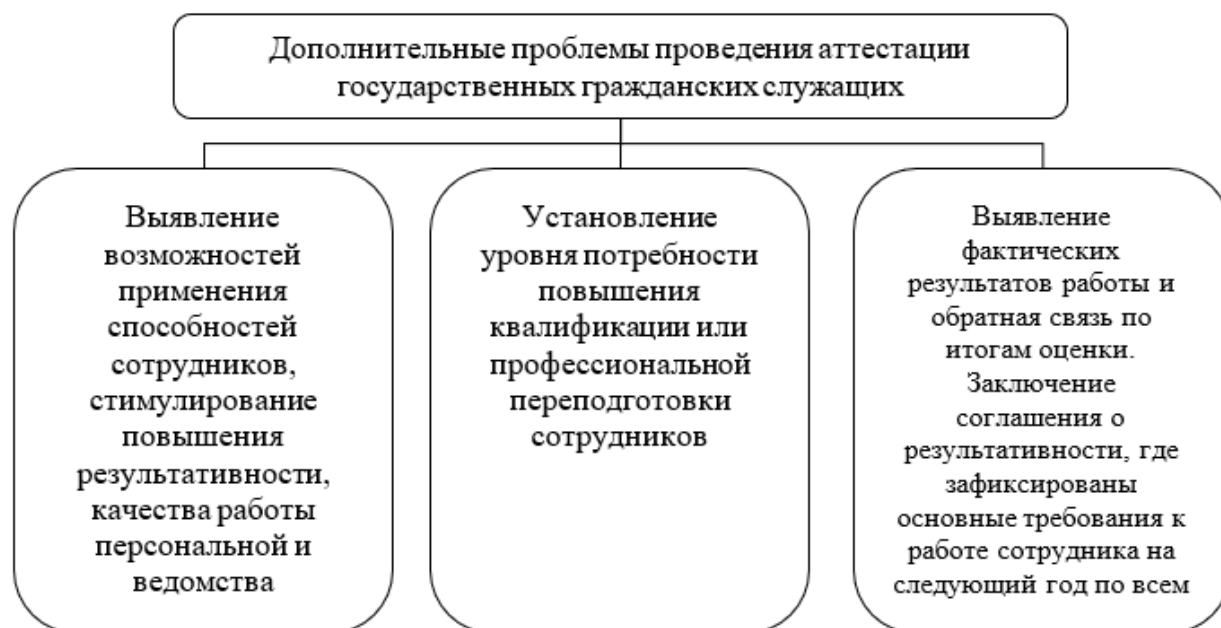 Дополнительные проблемы проведения аттестации
государственных гражданских служащих
Выявление
возможностей
применения
способностей
сотрудников,
стимулирование
повышения
результативности,
качества работы
персональной и
ведомства
Установление
уровня потребности
повышения
квалификации или
профессиональной
переподготовки
сотрудников
Выявление
фактических
результатов работы и
обратная связь по
итогам оценки.
Заключение
соглашения о
результативности, где
зафиксированы
основные требования к
работе сотрудника на
следующий год по всем